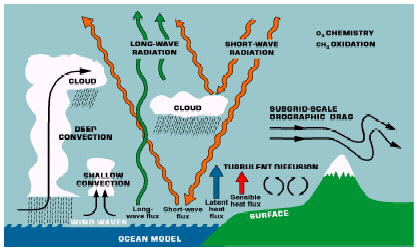 LONG-WAVE
RADIATION
SHORT-WAVE
RADIATION
O₃ CHEMISTRY
CH₄ OXIDATION
CLOUD
CLOUD
SUBGRID-SCALE
OROGRAPHIC DRAG
DEEP
CONVECTION
SHALLOW
CONVECTION
TURBULENT DIFFUSION
Long-
wave flux
Short-wave
flux
Latent
heat
flux
Sensible
heat flux
WIND WAVES
SURFACE
OCEAN MODEL